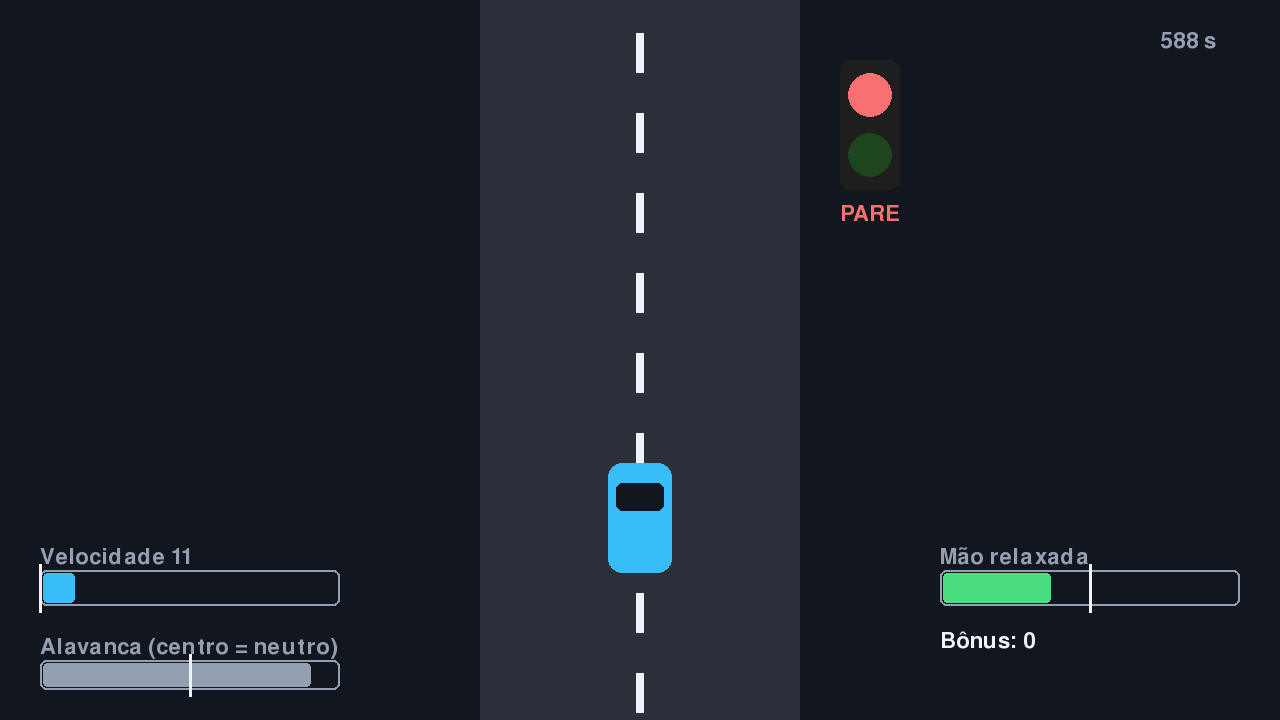 588 s
PARE
Velocidade 11
Mão relaxada
Alavanca (centro = neutro)
Bônus: 0